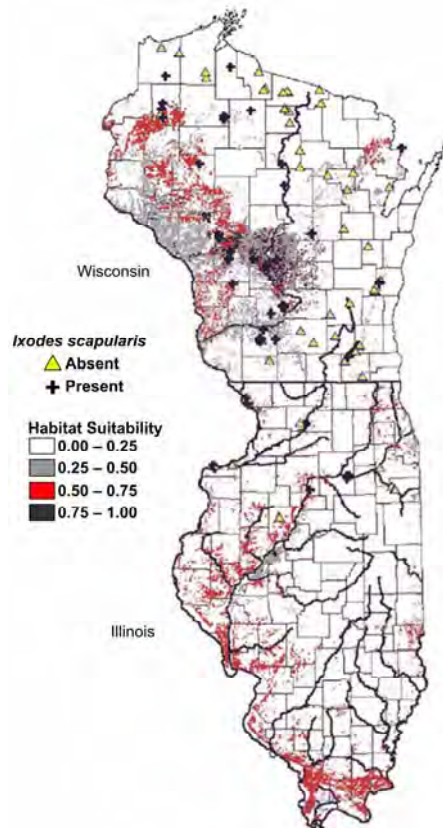 Wisconsin
Ixodes scapularis
Absent
Present
Habitat Suitability
0.00 – 0.25
0.25 – 0.50
0.50 – 0.75
0.75 – 1.00
Illinois